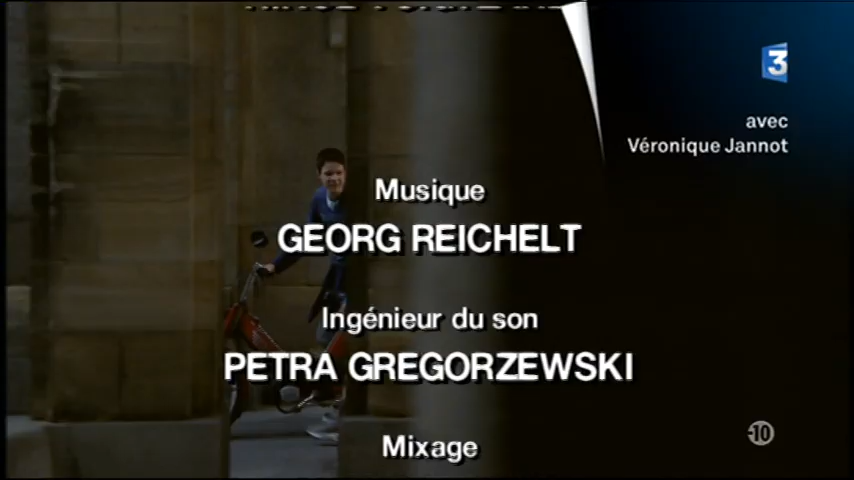 3
avec
Véronique Jannot
Musique
GEORG REICHELT
Ingénieur du son
PETRA GREGORZEWSKI
Mixage
-10